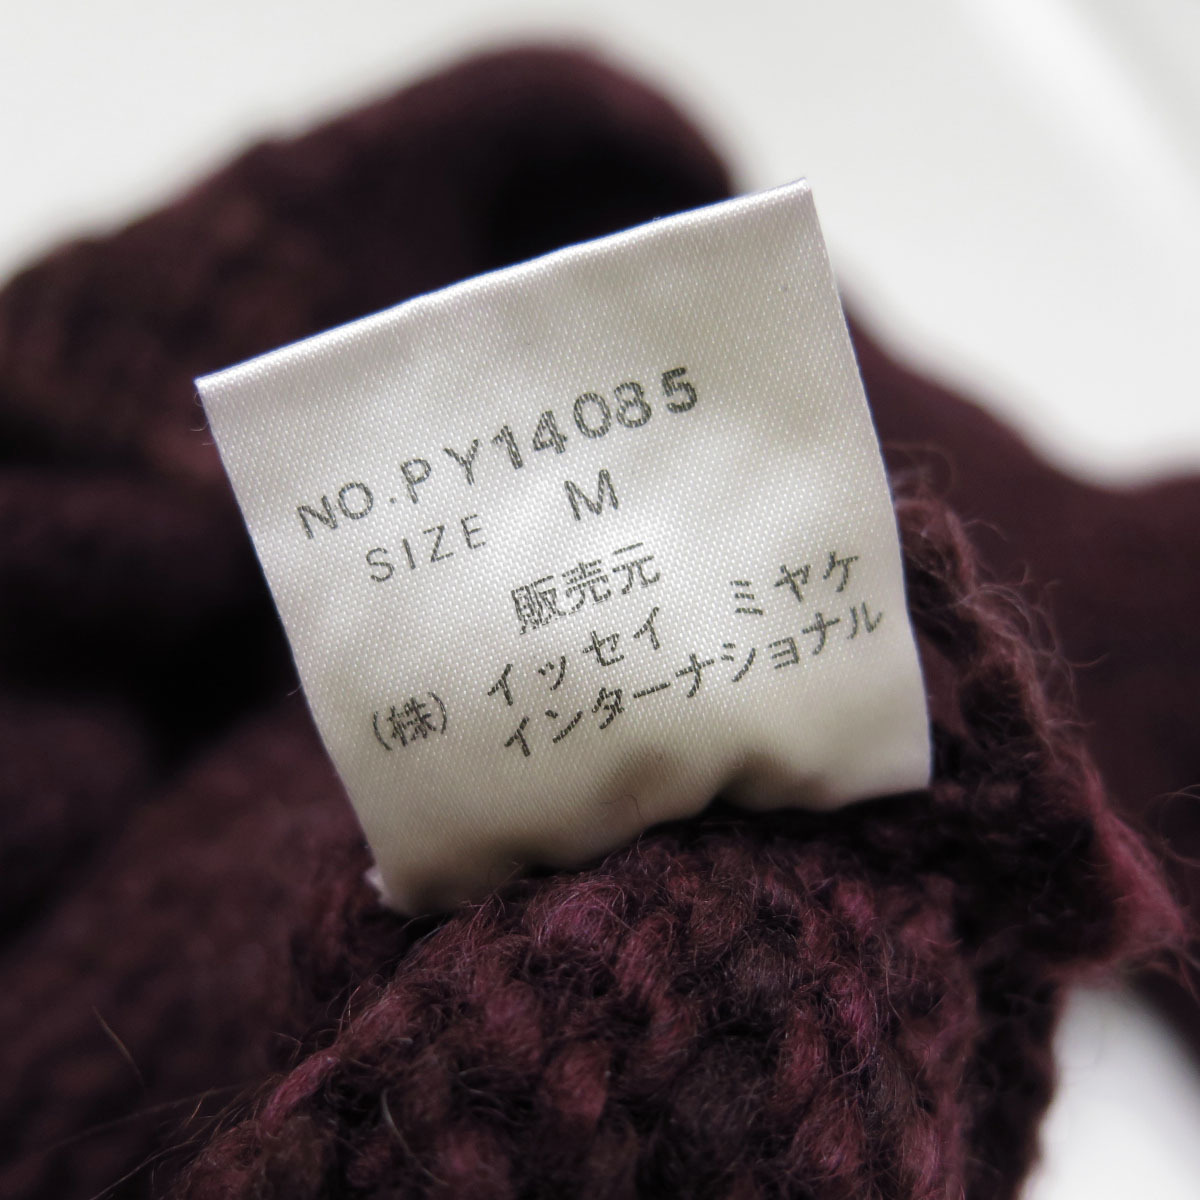 NO.PY14085
SIZE M
販売元
(株) イッセイ ミヤケ
インターナショナル